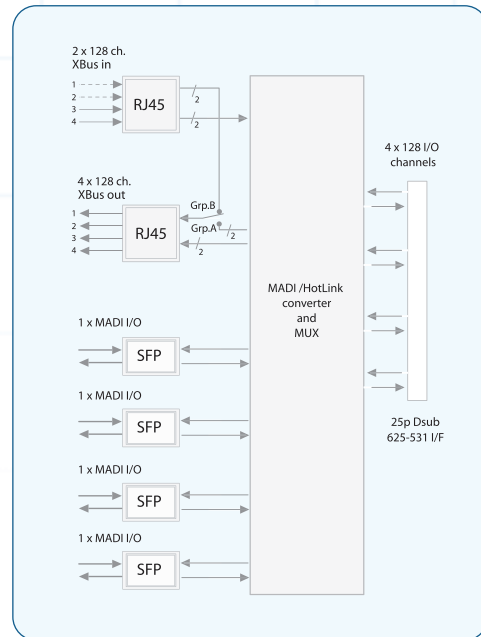 2 x 128 ch.
XBus in
1
2
3
4
RJ45
2
2
4 x 128 ch.
XBus out
1
2
3
4
RJ45
Grp.B
Grp.A
2
2
MADI /HotLink
converter
and
MUX
4 x 128 I/O
channels
25p Dsub
625-531 I/F
1 x MADI I/O
SFP
1 x MADI I/O
SFP
1 x MADI I/O
SFP
1 x MADI I/O
SFP